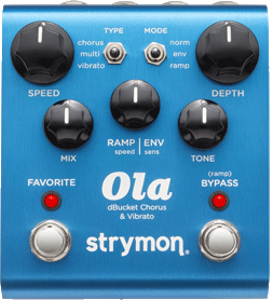 TYPE MODE
chorus norm
multi env
vibrato ramp
SPEED DEPTH
RAMP | ENV
speed | sens
MIX TONE
FAVORITE Ola (ramp) BYPASS
dBucket Chorus
& Vibrato
strymon®